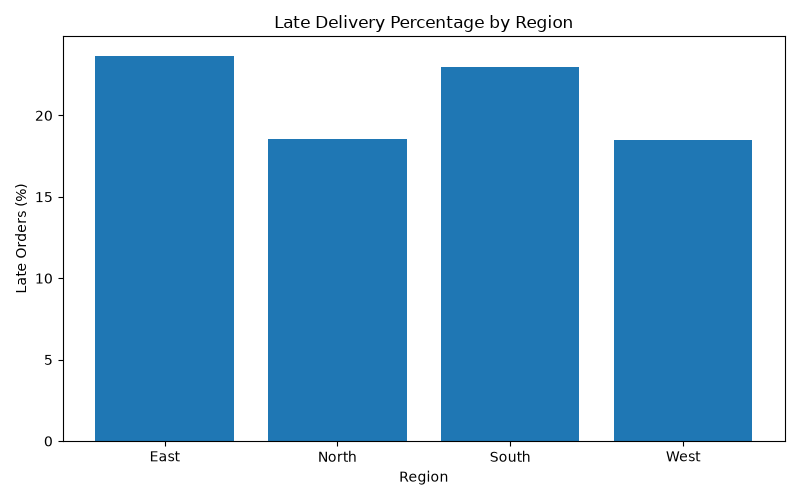 Late Delivery Percentage by Region
Late Orders (%)
20
15
10
5
0
East North South West
Region